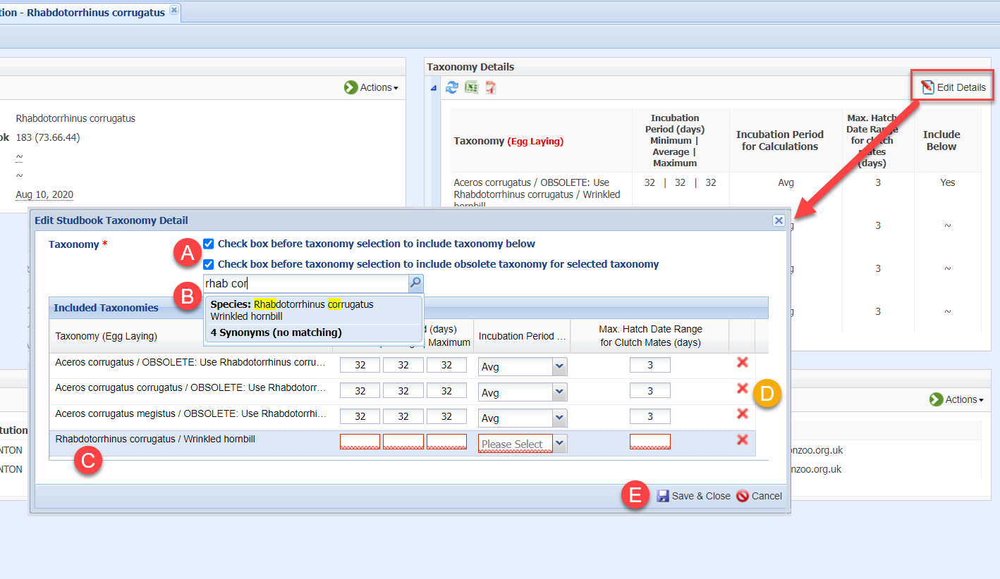 tion - Rhabdotorrhinus corrugatus
Actions
Rhabdotorrhinus corrugatus
ok 183 (73.66.44)
~
~
Aug 10, 2020
Taxonomy Details
Edit Details
Taxonomy (Egg Laying)
Incubation
Period (days)
Minimum |
Average |
Maximum
Incubation Period
for Calculations
Max. Hatch
Date Range
for clutch
mates
(days)
Include
Below
Aceros corrugatus / OBSOLETE: Use
Rhabdotorrhinus corrugatus / Wrinkled
hornbill
32 | 32 | 32
Avg
3
Yes
3 ~
3 ~
3 ~
Edit Studbook Taxonomy Detail
Taxonomy *
A
Check box before taxonomy selection to include taxonomy below
Check box before taxonomy selection to include obsolete taxonomy for selected taxonomy
B
rhab cor
Species: Rhabdotorrhinus corrugatus
Wrinkled hornbill
4 Synonyms (no matching)
Included Taxonomies
Taxonomy (Egg Laying)
(days)
| Maximum
Incubation Period ...
Max. Hatch Date Range
for Clutch Mates (days)
Aceros corrugatus / OBSOLETE: Use Rhabdotorrhinus corru... 32 32 32 Avg 3
Aceros corrugatus corrugatus / OBSOLETE: Use Rhabdotorr... 32 32 32 Avg 3
D
Aceros corrugatus megistus / OBSOLETE: Use Rhabdotorrhi... 32 32 32 Avg 3
Rhabdotorrhinus corrugatus / Wrinkled hornbill Please Select
C
E
Save & Close
Cancel
Actions
tution
NTON
NTON
onzoo.org.uk
nzoo.org.uk